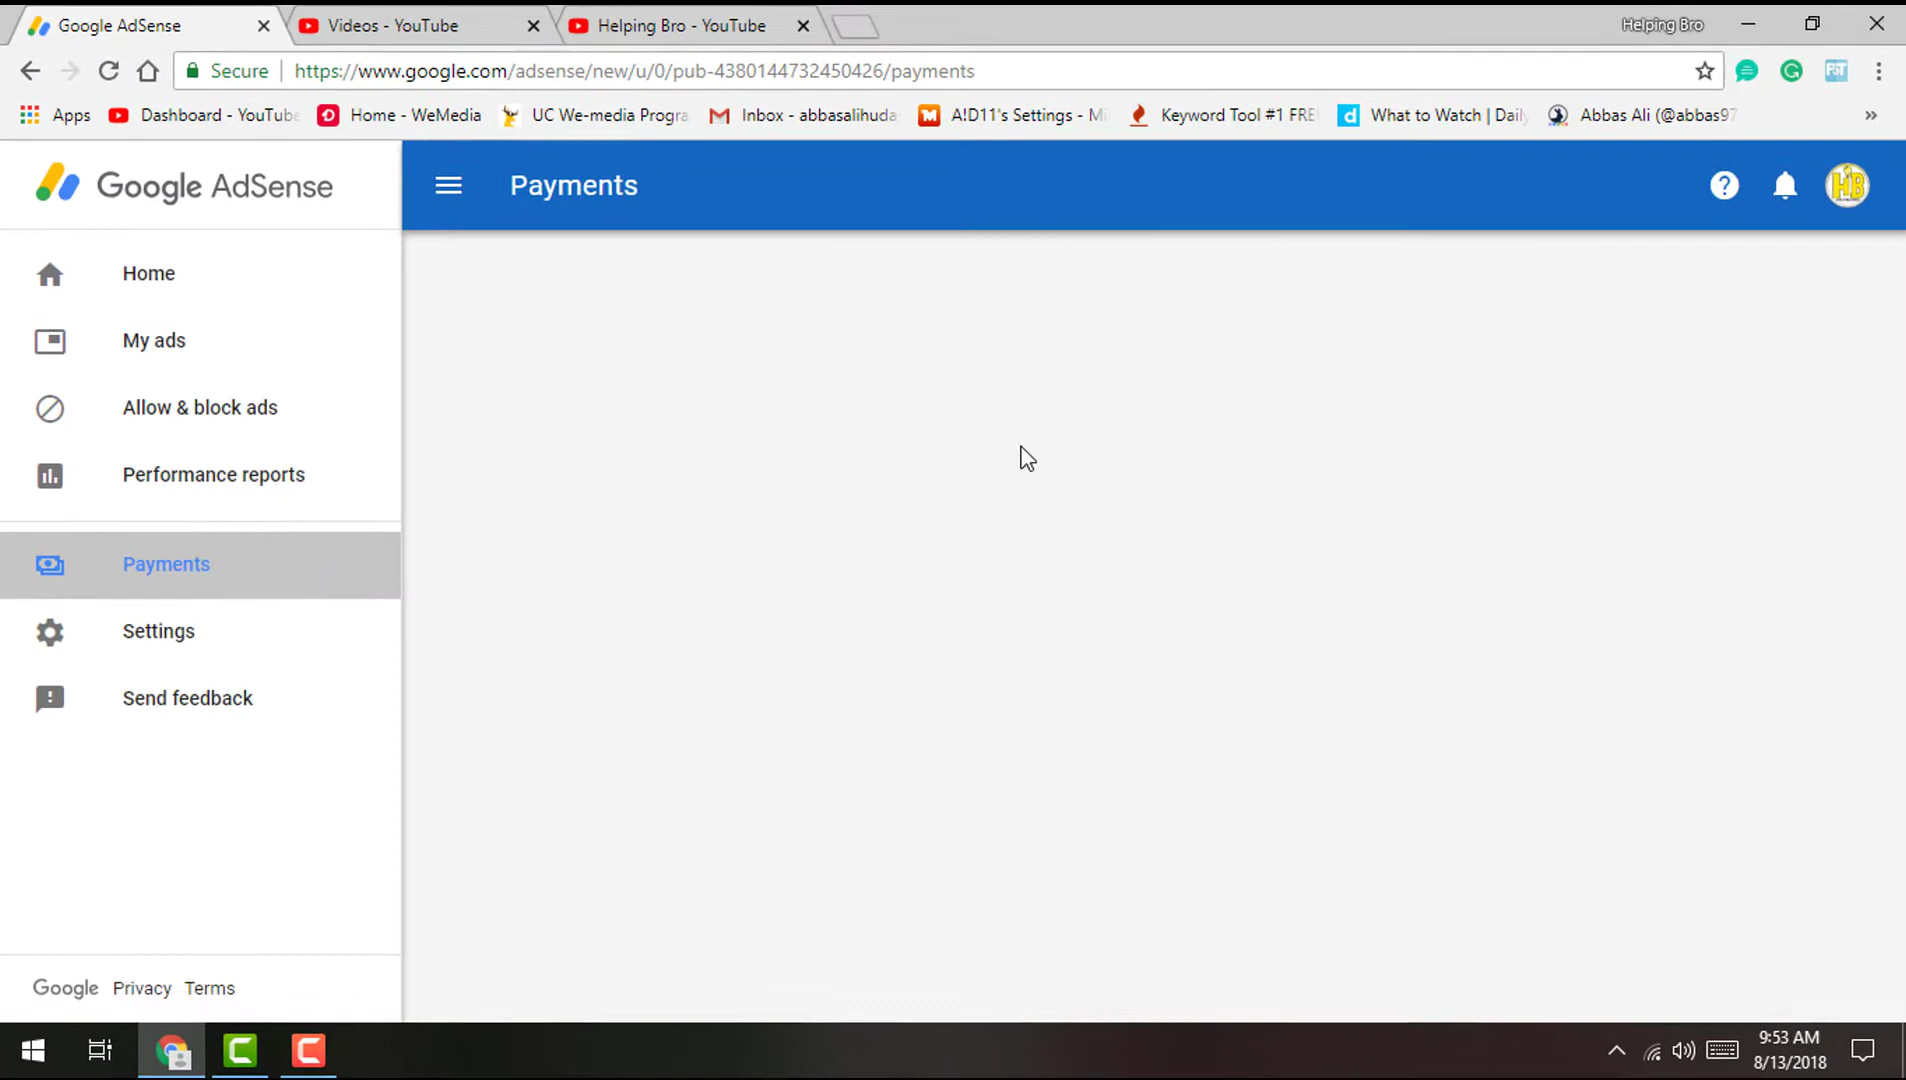 Google AdSense
Videos - YouTube
Helping Bro - YouTube
Helping Bro
Secure
https://www.google.com/adsense/new/u/0/pub-4380144732450426/payments
Apps
Dashboard - YouTube
Home - WeMedia
UC We-media Progra
Inbox - abbasalihuda
A!D11's Settings - Mi
Keyword Tool #1 FRE
What to Watch | Daily
Abbas Ali (@abbas97
Google AdSense
Payments
HB
Home
My ads
Allow & block ads
Performance reports
Payments
Settings
Send feedback
Google Privacy Terms
9:53 AM
8/13/2018